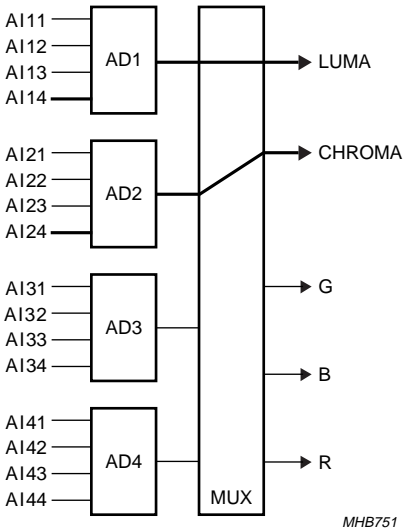 AI11
AI12
AI13
AI14
AD1
LUMA
AI21
AI22
AI23
AI24
AD2
CHROMA
AI31
AI32
AI33
AI34
AD3
G
B
AI41
AI42
AI43
AI44
AD4
R
MUX
MHB751